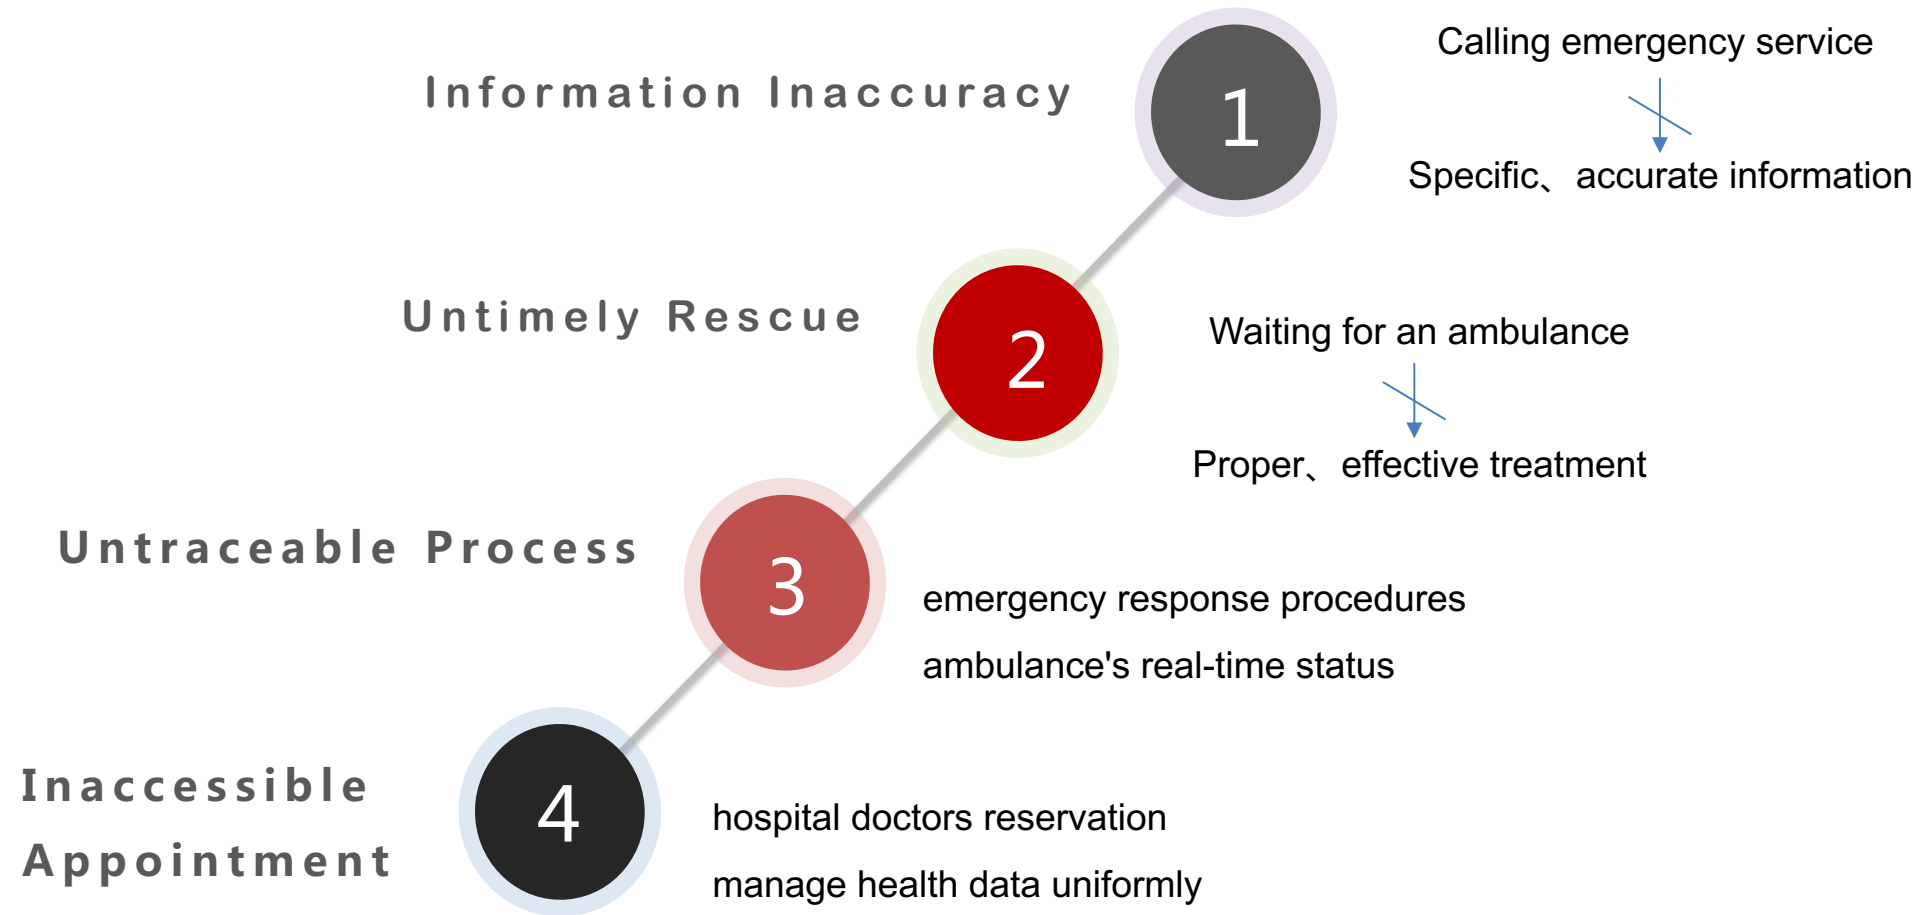 Information Inaccuracy
1
Calling emergency service
Specific、accurate information
Untimely Rescue
2
Waiting for an ambulance
Proper、effective treatment
Untraceable Process
3
emergency response procedures
ambulance's real-time status
Inaccessible
Appointment
4
hospital doctors reservation
manage health data uniformly